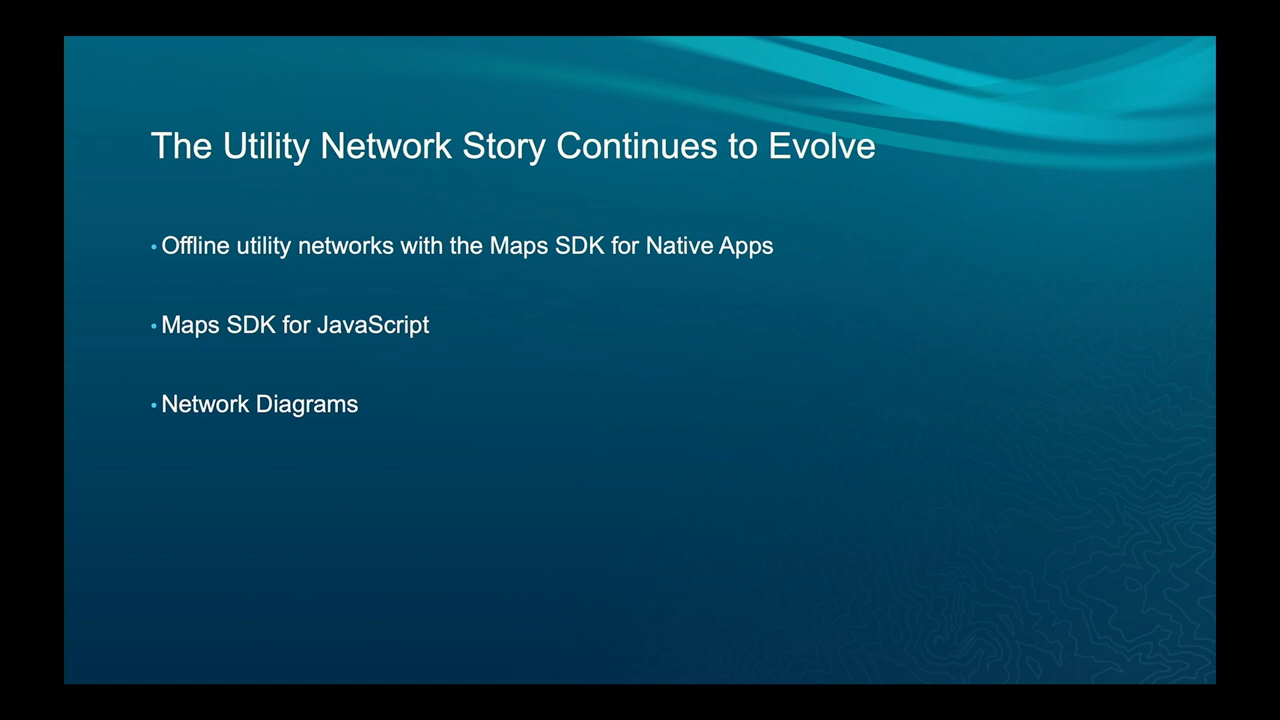 The Utility Network Story Continues to Evolve
• Offline utility networks with the Maps SDK for Native Apps
• Maps SDK for JavaScript
• Network Diagrams